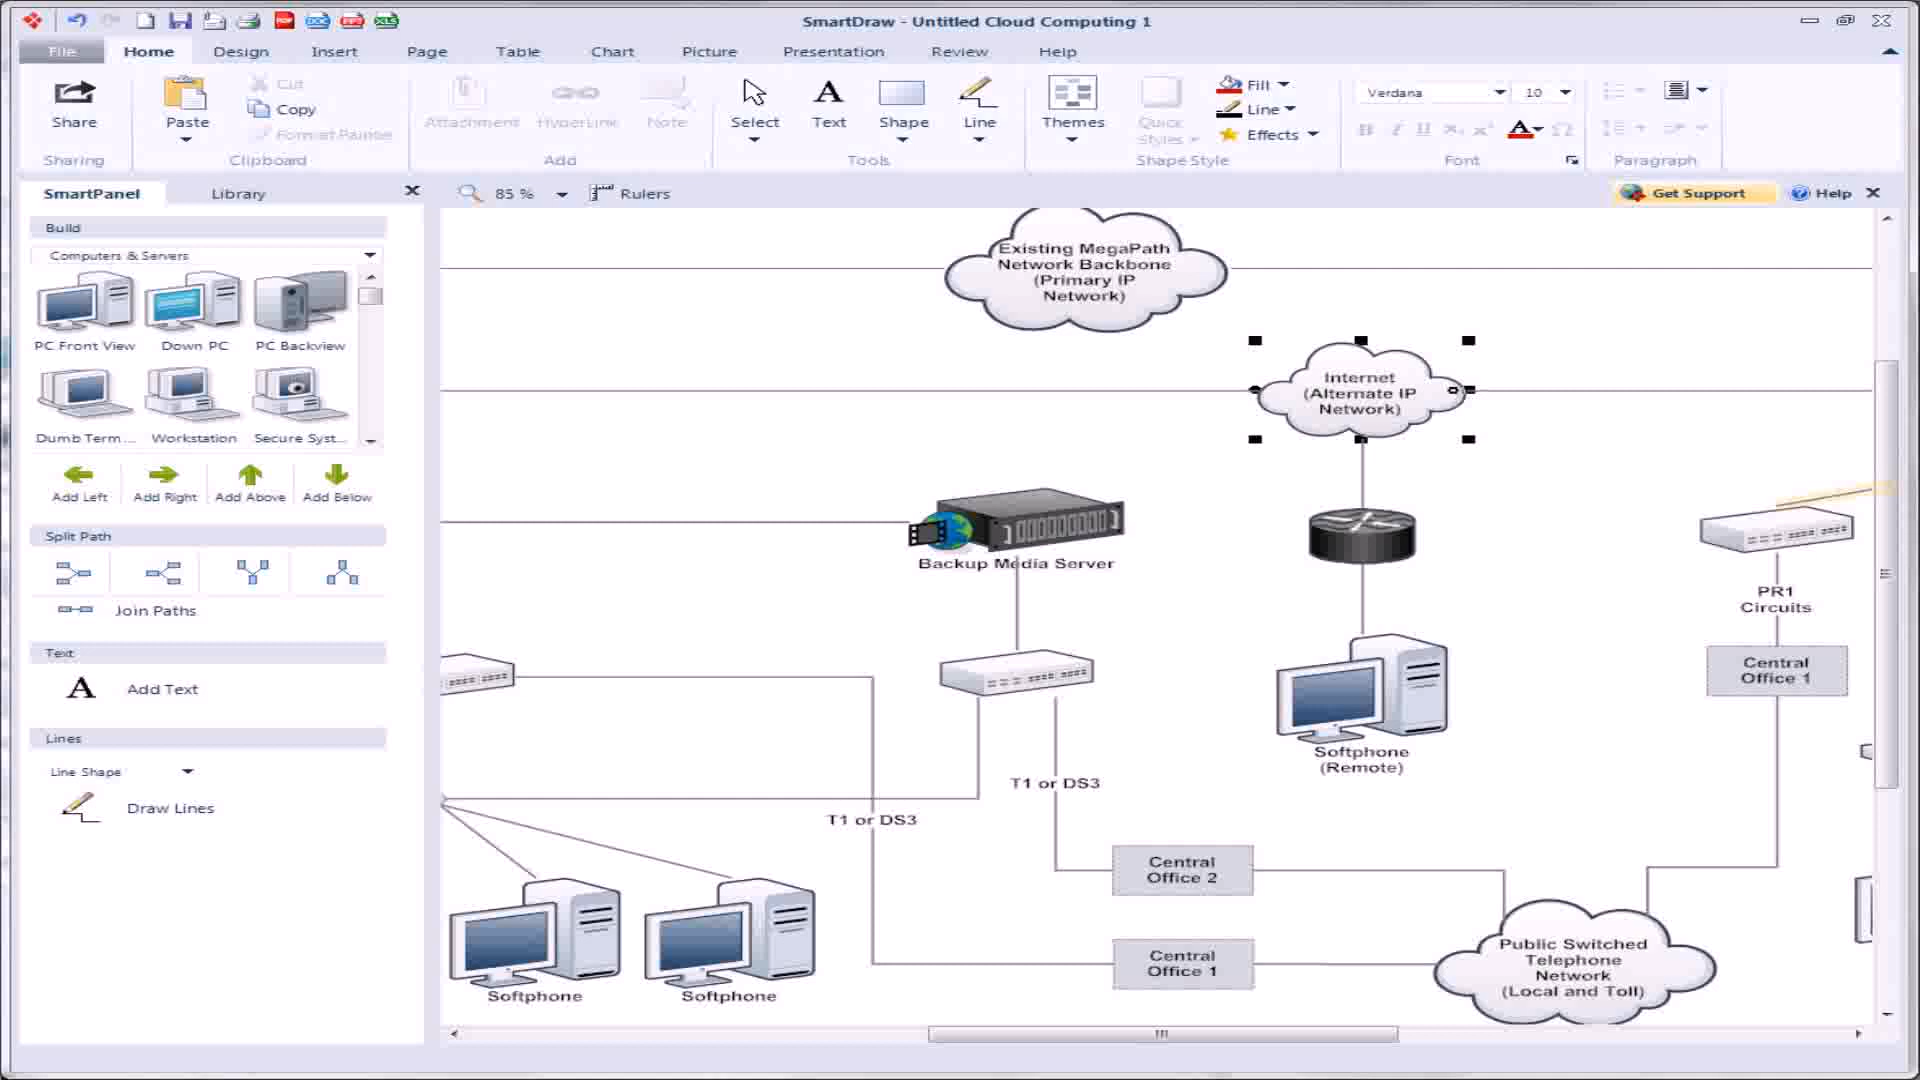 PDF DOC PPT XLS
SmartDraw - Untitled Cloud Computing 1
File Home Design Insert Page Table Chart Picture Presentation Review Help
Share
Sharing
Paste
Cut
Copy
Format Painter
Clipboard
Attachment HyperLink Note
Add
Select Text Shape Line
Tools
Themes
Quick
Styles
Fill
Line
Effects
Shape Style
Verdana 10
Font
Paragraph
SmartPanel Library
85 % Rulers
Get Support Help
Build
Computers & Servers
PC Front View Down PC PC Backview
Dumb Term... Workstation Secure Syst...
Add Left Add Right Add Above Add Below
Split Path
Join Paths
Text
A Add Text
Lines
Line Shape
Draw Lines
Existing MegaPath
Network Backbone
(Primary IP
Network)
Internet
(Alternate IP
Network)
Backup Media Server
PR1
Circuits
Central
Office 1
Softphone
(Remote)
T1 or DS3
T1 or DS3
Central
Office 2
Central
Office 1
Public Switched
Telephone
Network
(Local and Toll)
Softphone
Softphone